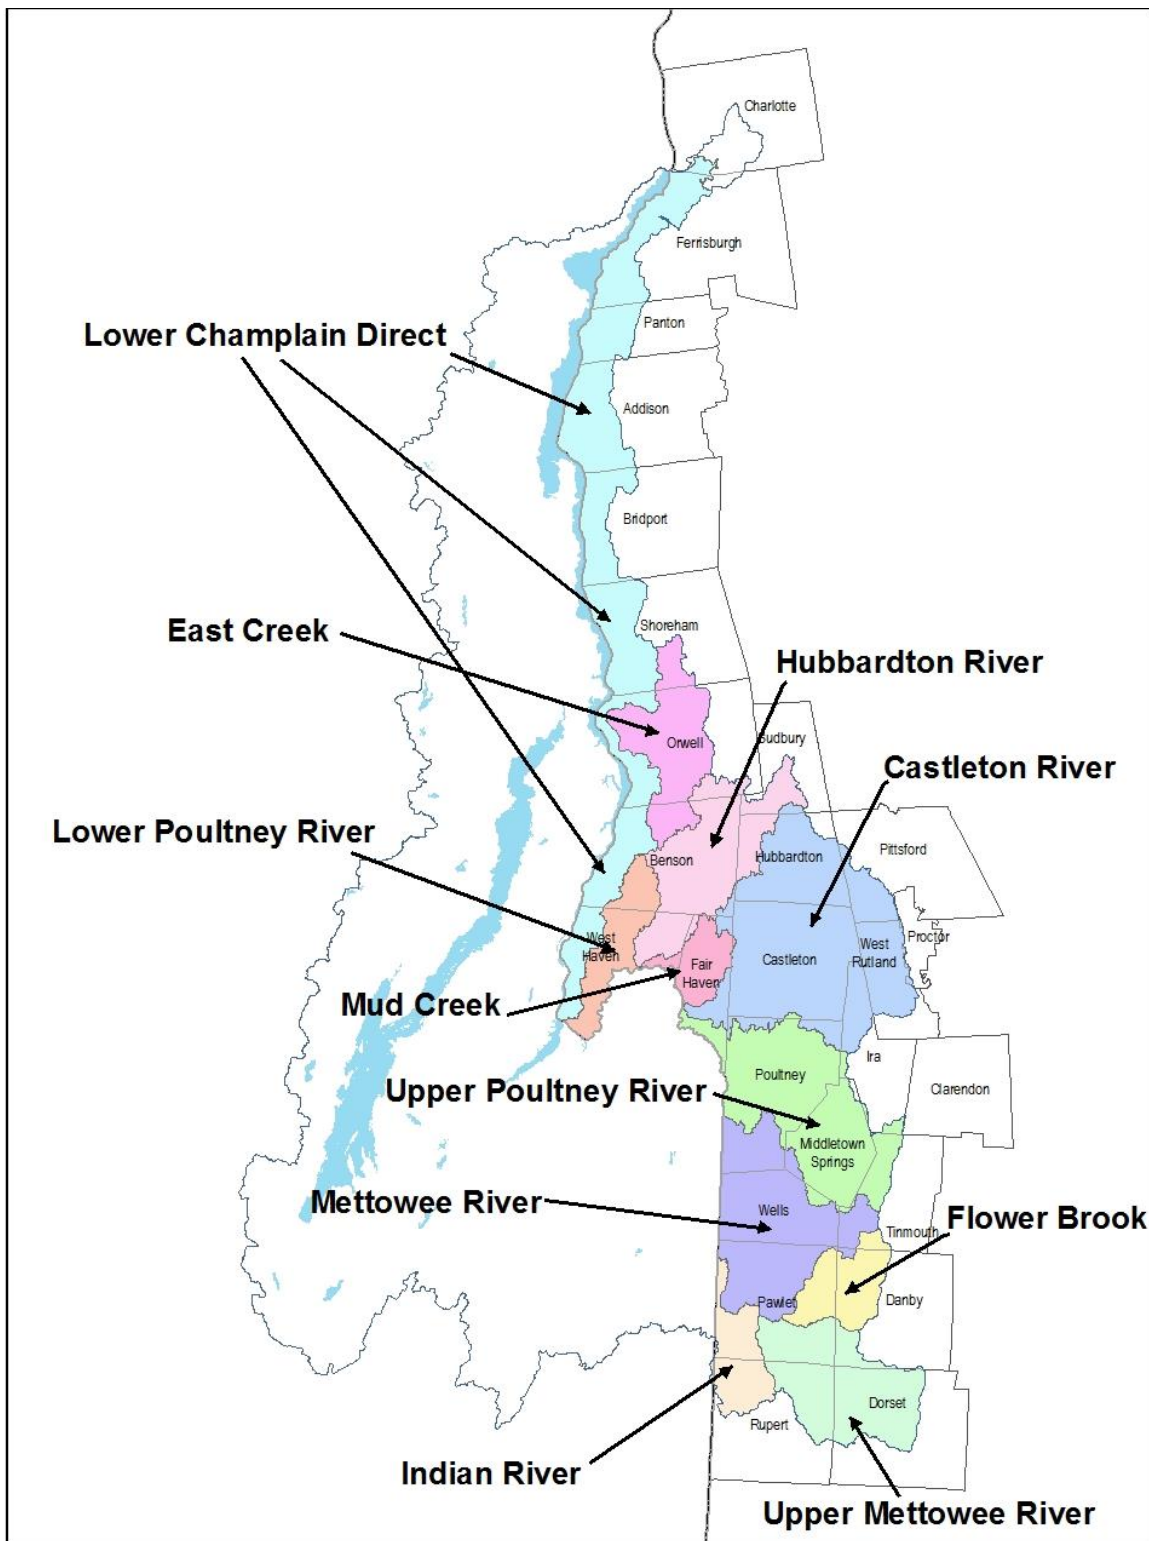 Charlotte
Ferrisburgh
Panton
Lower Champlain Direct
Addison
Bridport
Shoreham
East Creek
Hubbardton River
Orwell
Sudbury
Castleton River
Lower Poultney River
Benson
Hubbardton
Pittsford
West
Haven
Fair
Haven
Castleton
West
Rutland
Proctor
Mud Creek
Ira
Poultney
Clarendon
Upper Poultney River
Middletown
Springs
Mettowee River
Wells
Flower Brook
Tinmouth
Pawlet
Danby
Dorset
Rupert
Indian River
Upper Mettowee River